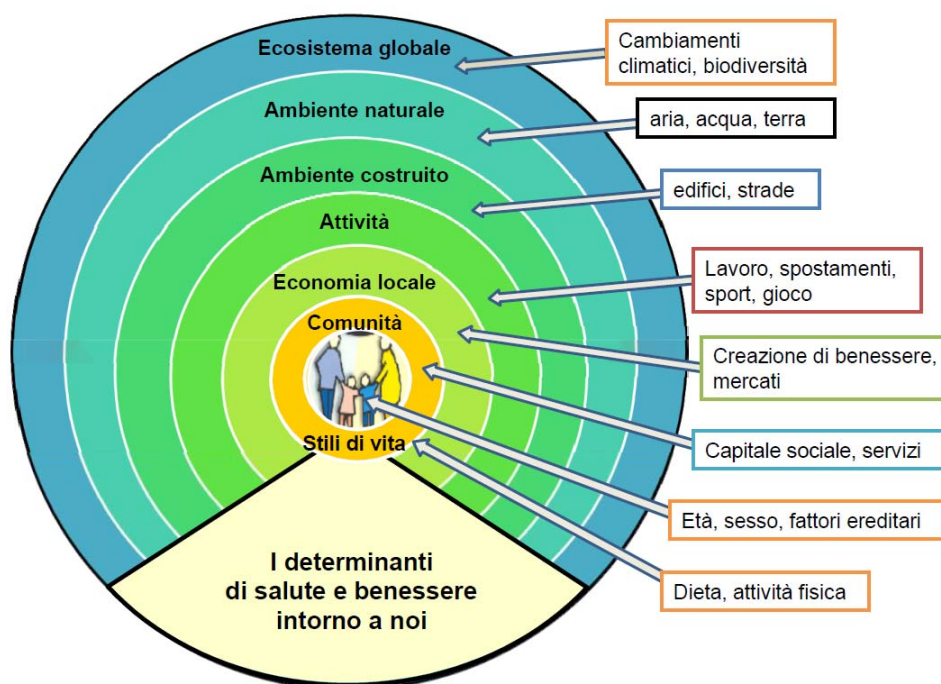 Ecosistema globale
Cambiamenti
climatici, biodiversità
Ambiente naturale
aria, acqua, terra
Ambiente costruito
edifici, strade
Attività
Economia locale
Lavoro, spostamenti,
sport, gioco
Comunità
Creazione di benessere,
mercati
Stili di vita
Capitale sociale, servizi
Età, sesso, fattori ereditari
Dieta, attività fisica
I determinanti
di salute e benessere
intorno a noi